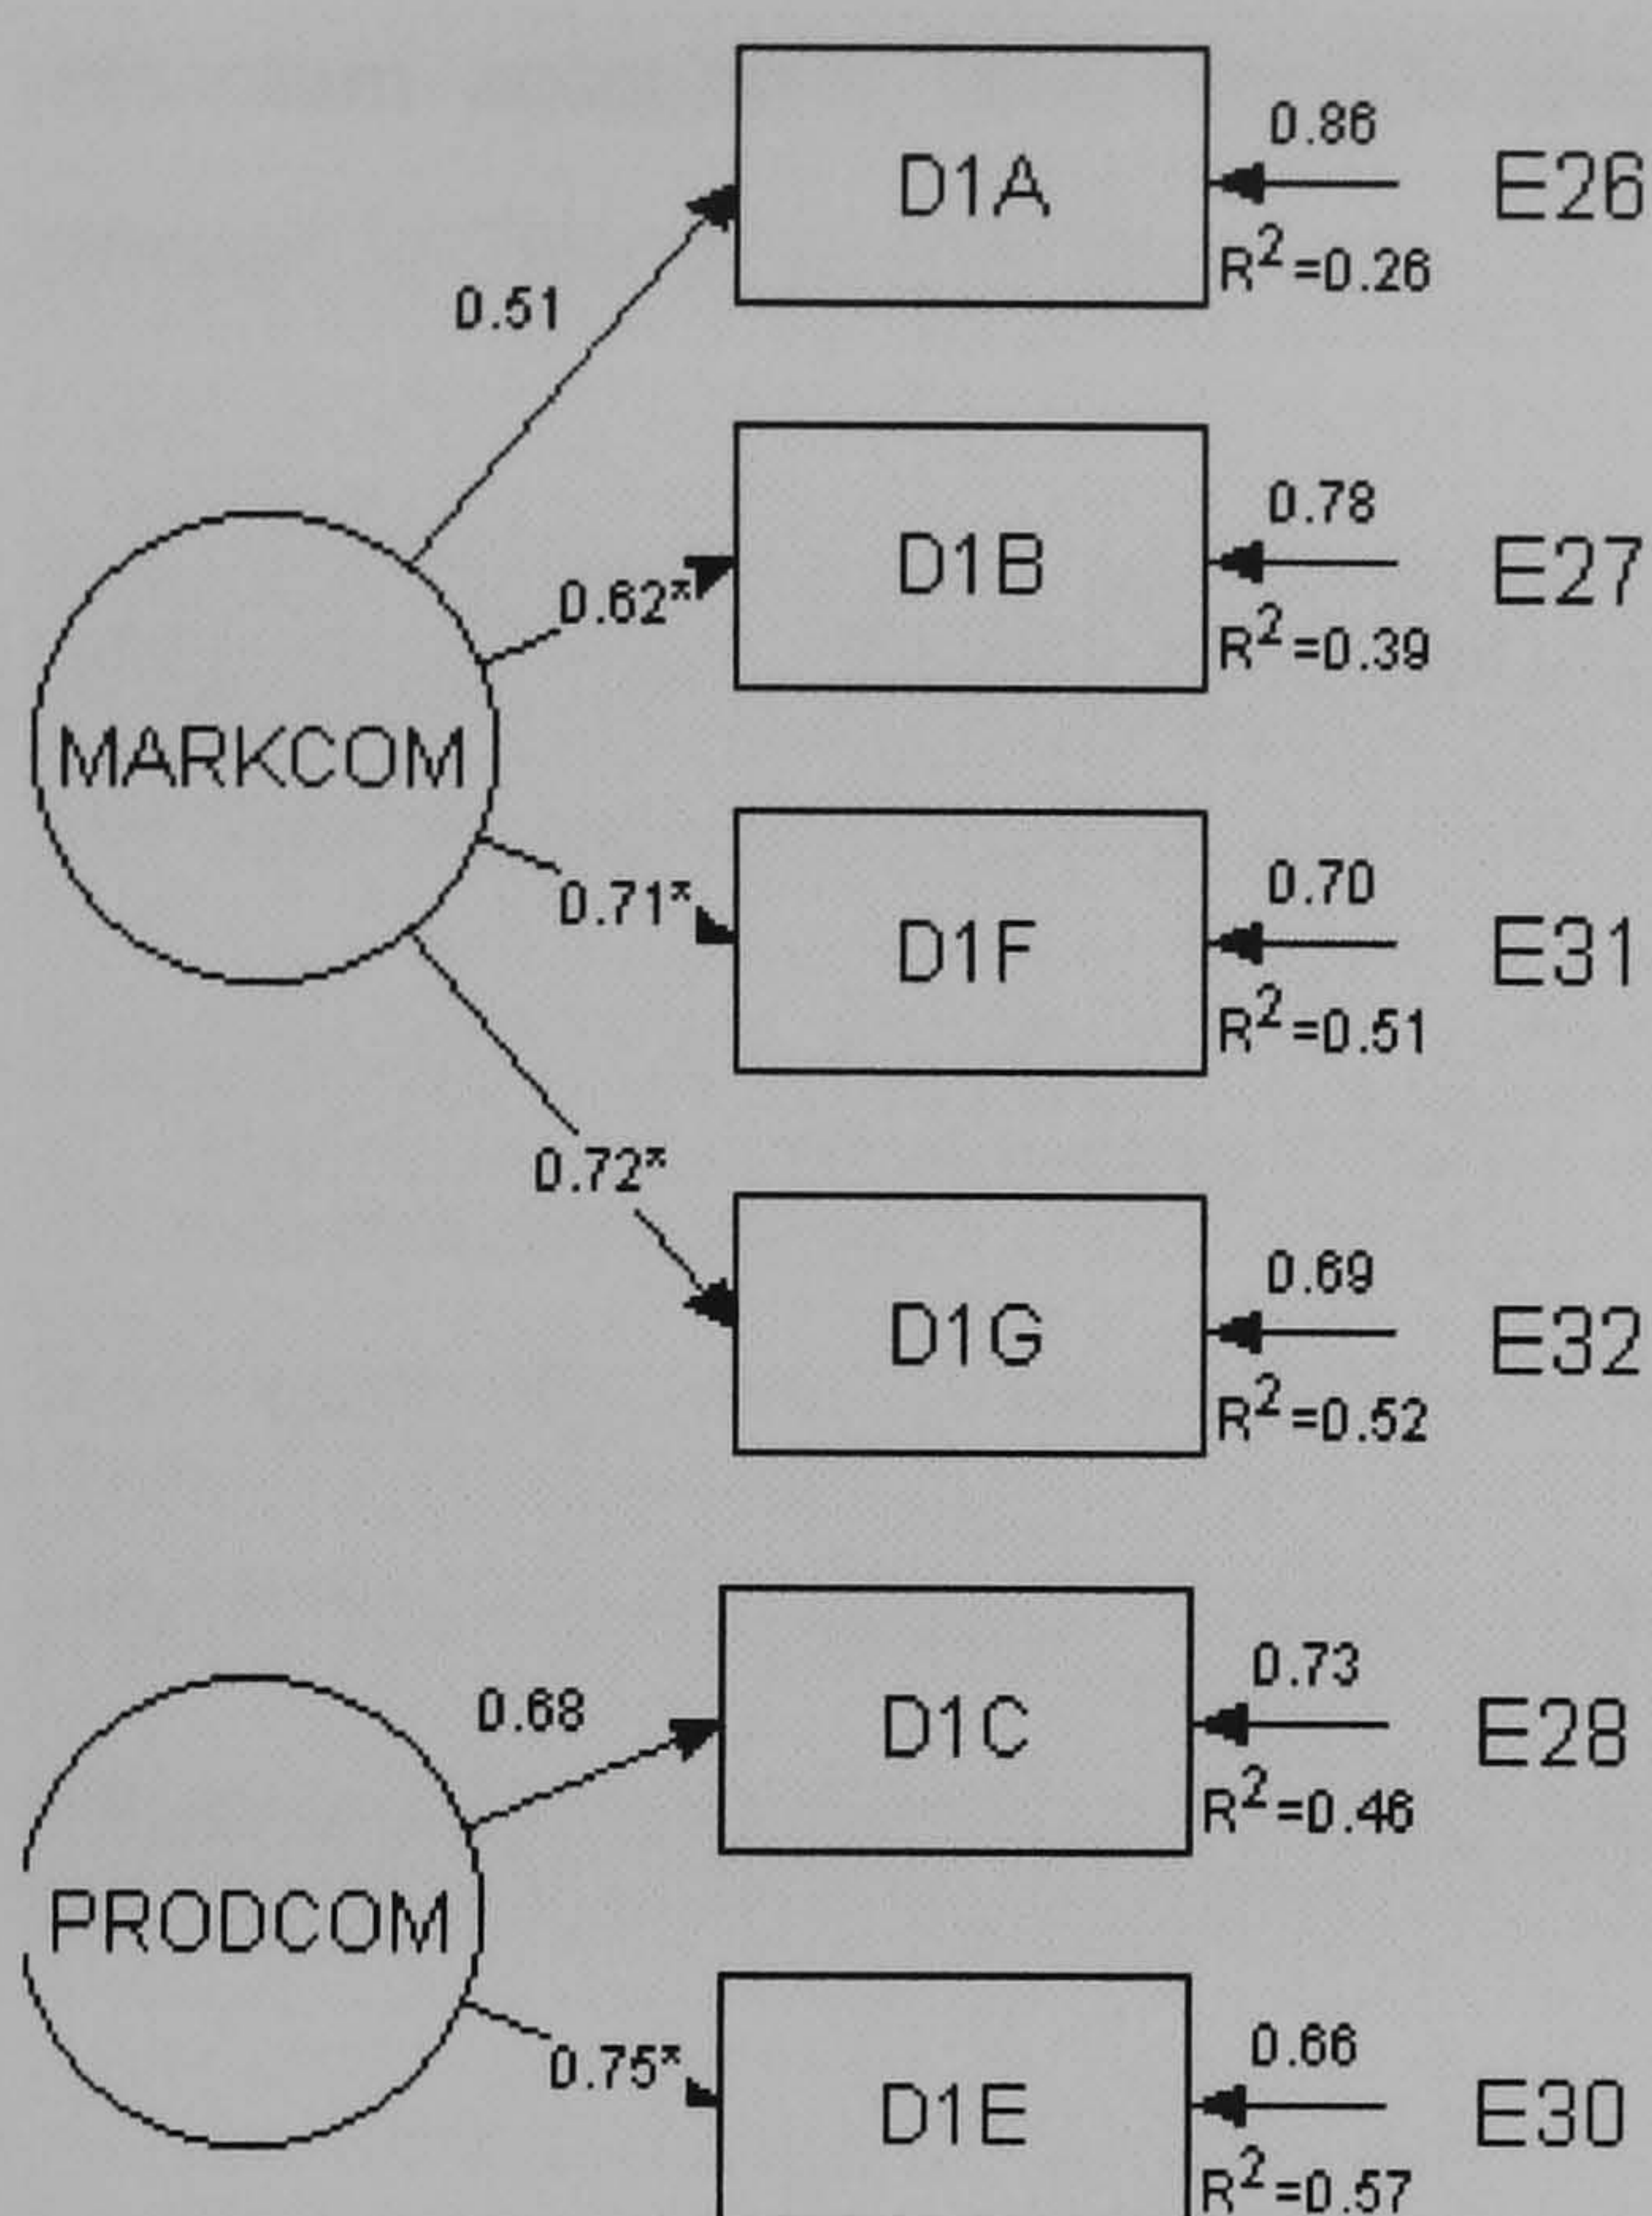 0.86
D1A
E26
R²=0.26
0.51
0.78
D1B
E27
0.62*
R²=0.39
MARKCOM
0.70
0.71*
D1F
E31
R²=0.51
0.72*
0.69
D1G
E32
R²=0.52
0.73
0.68
D1C
E28
R²=0.46
PRODCOM
0.66
0.75*
D1E
E30
R²=0.57